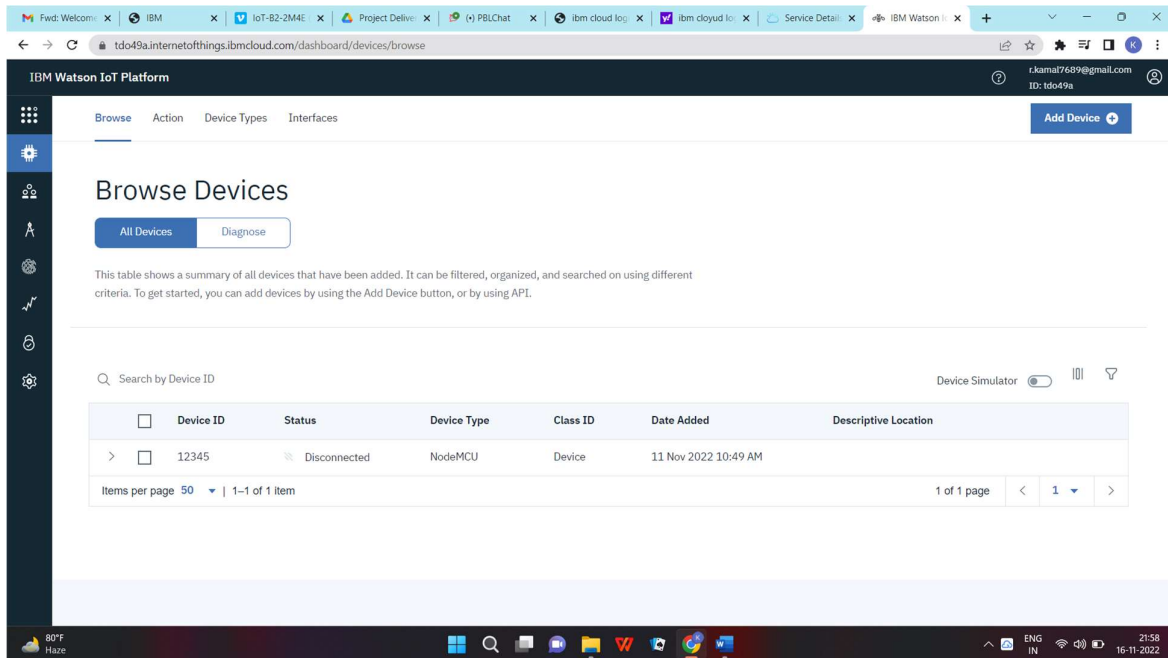 Fwd: Welcome
IBM
IoT-B2-2M4E
Project Deliver
(•) PBLChat
ibm cloud log
ibm cloyud lo
Service Detail
IBM Watson I
tdo49a.internetofthings.ibmcloud.com/dashboard/devices/browse
K
IBM Watson IoT Platform
r.kamal7689@gmail.com
ID: tdo49a
Browse Action Device Types Interfaces
Add Device
Browse Devices
All Devices Diagnose
This table shows a summary of all devices that have been added. It can be filtered, organized, and searched on using different
criteria. To get started, you can add devices by using the Add Device button, or by using API.
Search by Device ID
Device Simulator
Device ID Status Device Type Class ID Date Added Descriptive Location
12345 Disconnected NodeMCU Device 11 Nov 2022 10:49 AM
Items per page 50 | 1–1 of 1 item
1 of 1 page 1
80°F
Haze
ENG
IN
21:58
16-11-2022